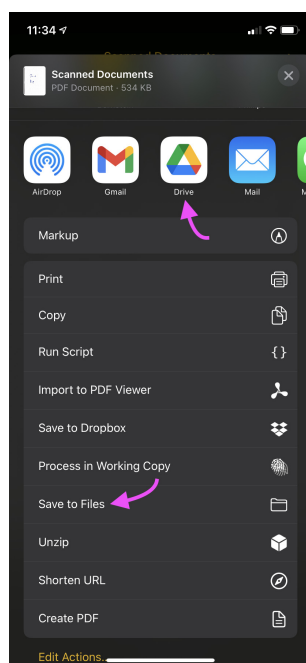 11:34
Scanned Documents
Scanned Documents
PDF Document · 534 KB
AirDrop
Gmail
Drive
Mail
M
Markup
Print
Copy
Run Script
Import to PDF Viewer
Save to Dropbox
Process in Working Copy
Save to Files
Unzip
Shorten URL
Create PDF
Edit Actions...